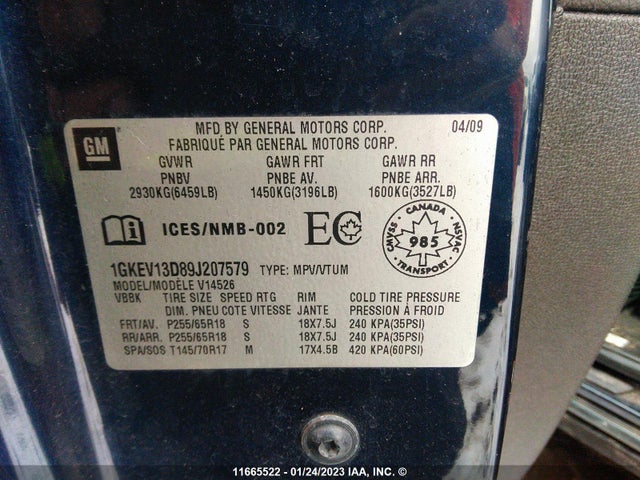 MFD BY GENERAL MOTORS CORP. 04/09
FABRIQUÉ PAR GENERAL MOTORS CORP.
GM
GVWR GAWR FRT GAWR RR
PNBV PNBE AV. PNBE ARR.
2930KG(6459LB) 1450KG(3196LB) 1600KG(3527LB)
ICES/NMB-002 EC
CANADA
CMVSS 985 NSVAC
TRANSPORT
1GKEV13D89J207579 TYPE: MPV/VTUM
MODEL/MODÈLE V14526
VBBK TIRE SIZE SPEED RTG RIM COLD TIRE PRESSURE
DIM. PNEU COTE VITESSE JANTE PRESSION À FROID
FRT/AV. P255/65R18 S 18X7.5J 240 KPA(35PSI)
RR/ARR. P255/65R18 S 18X7.5J 240 KPA(35PSI)
SPA/SOS T145/70R17 M 17X4.5B 420 KPA(60PSI)
11665522 - 01/24/2023 IAA, INC. ©